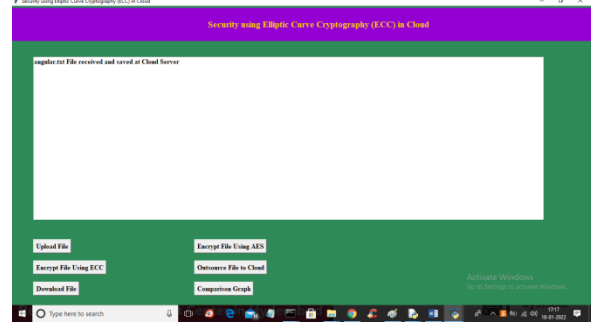 Security using Elliptic Curve Cryptography (ECC) in Cloud
Security using Elliptic Curve Cryptography (ECC) in Cloud
angular.txt File received and saved at Cloud Server
Upload File
Encrypt File Using AES
Encrypt File Using ECC
Outsource File to Cloud
Download File
Comparison Graph
Activate Windows
Go to Settings to activate Windows.
Type here to search
17:17
10-01-2022